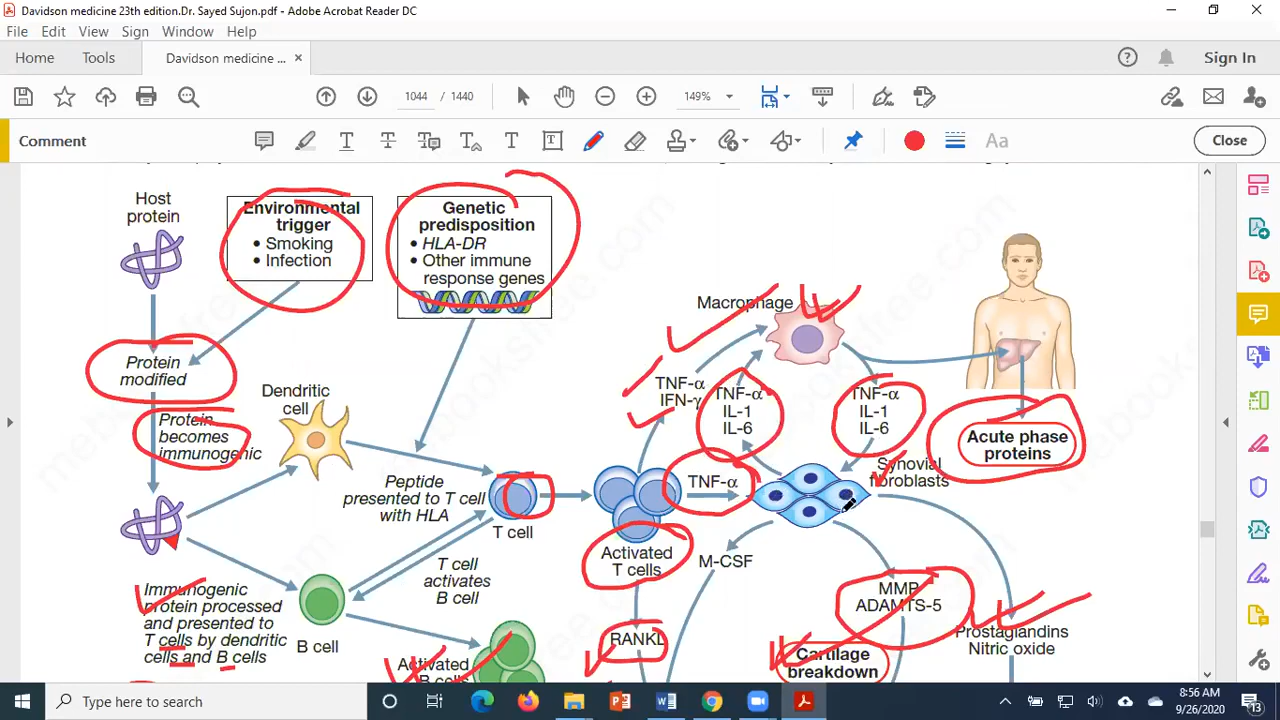 Davidson medicine 23th edition.Dr. Sayed Sujon.pdf - Adobe Acrobat Reader DC
File Edit View Sign Window Help
Home Tools Davidson medicine ... × Sign In
1044 / 1440 149%
Comment Aa Close
Host
protein
Environmental
trigger
• Smoking
• Infection
Genetic
predisposition
• HLA-DR
• Other immune
response genes
Protein
modified
Protein
becomes
immunogenic
Dendritic
cell
Peptide
presented to T cell
with HLA
T cell
T cell
activates
B cell
Immunogenic
protein processed
and presented to
T cells by dendritic
cells and B cells
B cell
Activated
B cells
Activated
T cells
RANKL
TNF-α
IFN-γ
TNF-α
Macrophage
TNF-α
IL-1
IL-6
TNF-α
IL-1
IL-6
Synovial
fibroblasts
Acute phase
proteins
M-CSF
MMP
ADAMTS-5
Cartilage
breakdown
Prostaglandins
Nitric oxide
mebooksfree.com
Type here to search
8:56 AM
9/26/2020
13